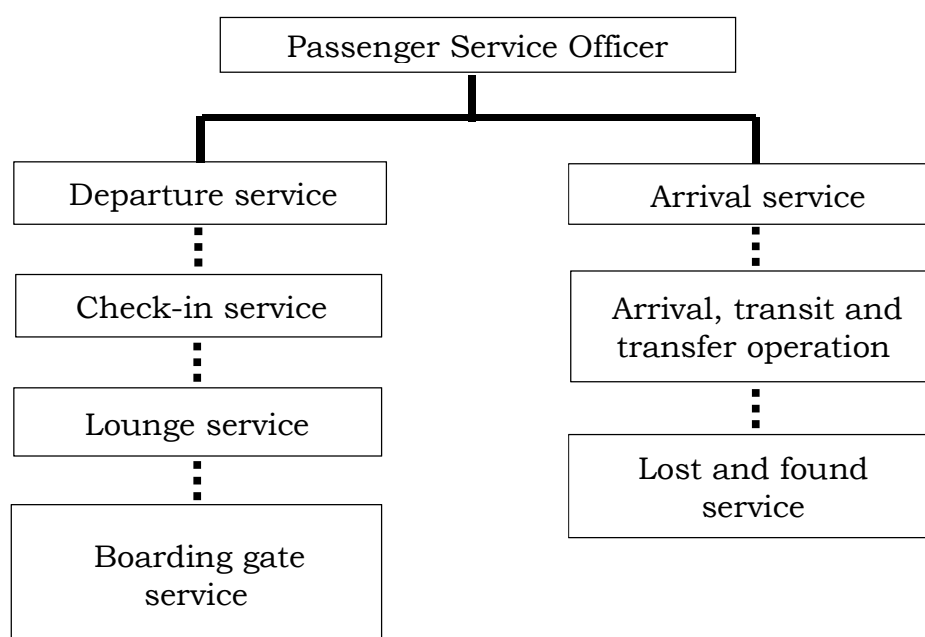 Passenger Service Officer
Departure service
Check-in service
Lounge service
Boarding gate
service
Arrival service
Arrival, transit and
transfer operation
Lost and found
service